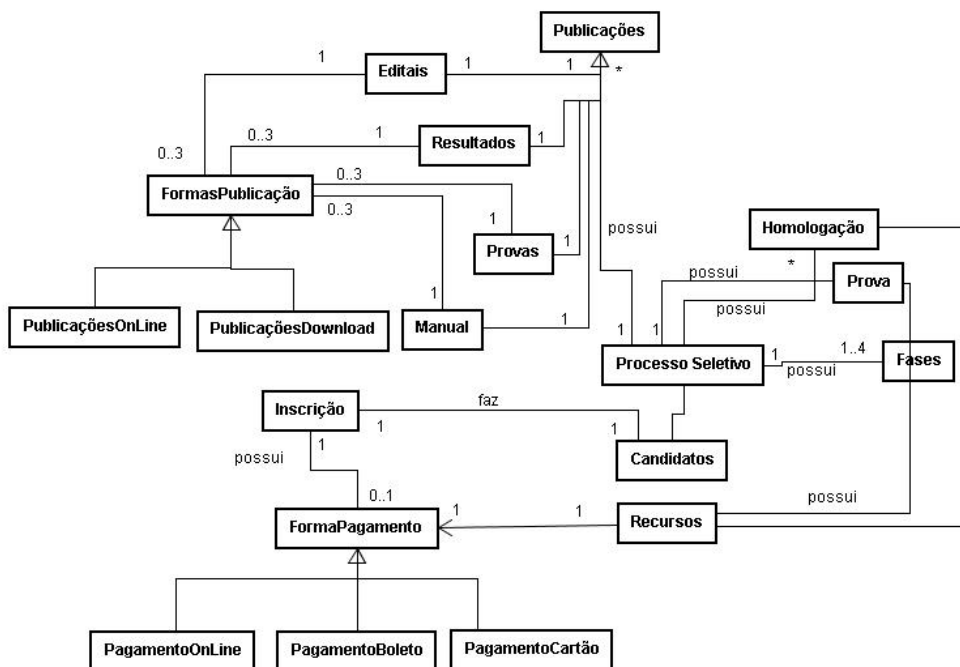 Publicações
1
Editais
1
1
*
0..3
1
Resultados
1
0..3
FormasPublicação
0..3
0..3
1
Provas
1
possui
Homologação
*
possui
Prova
possui
PublicaçõesOnLine
PublicaçõesDownload
1
Manual
1
1
1
Processo Seletivo
1
possui
1..4
Fases
Inscrição
1
faz
1
Candidatos
possui
1
0..1
FormaPagamento
1
1
Recursos
possui
PagamentoOnLine
PagamentoBoleto
PagamentoCartão